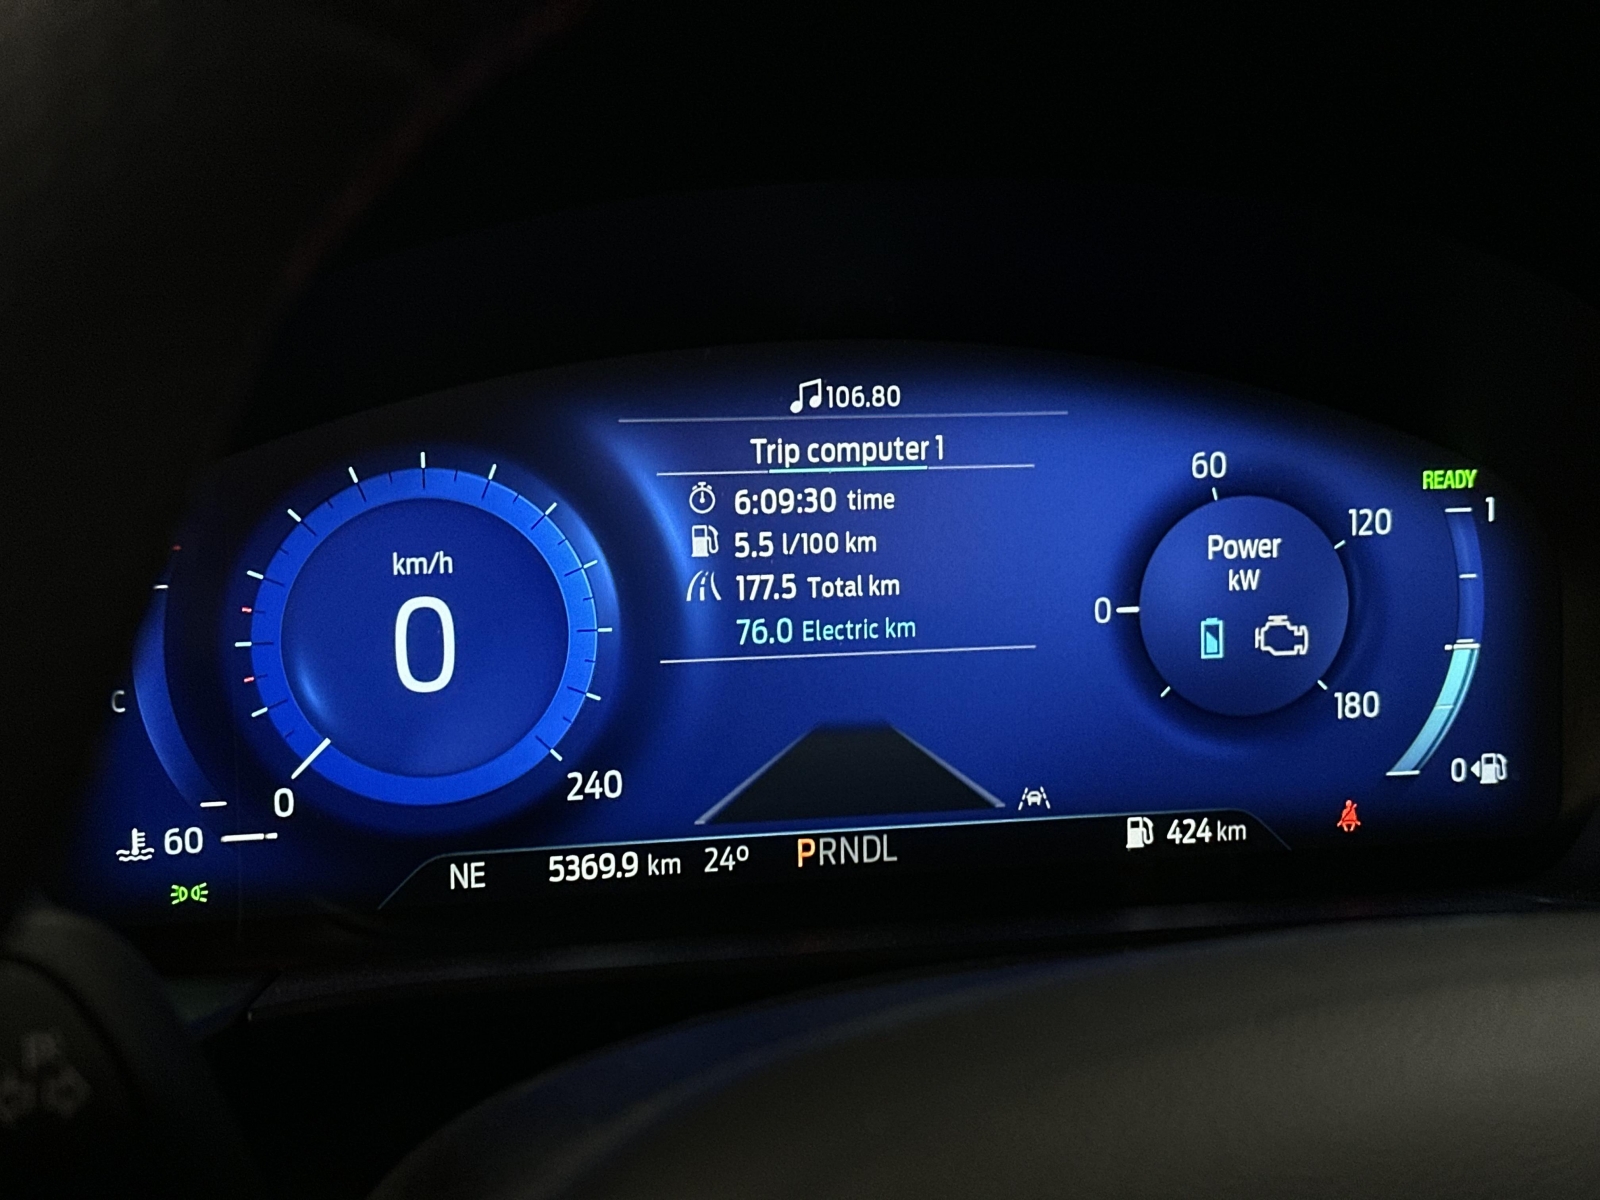 106.80
Trip computer 1
6:09:30 time
5.5 l/100 km
177.5 Total km
76.0 Electric km
km/h
0
0
240
C
60
60
120
180
0
Power
kW
READY
1
0
NE
5369.9 km
24º
PRNDL
424 km